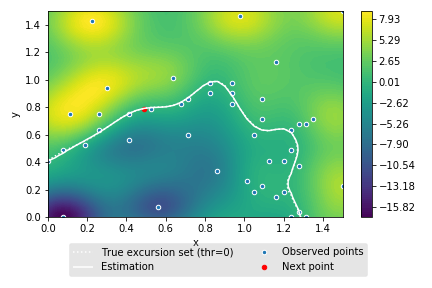 1.4
1.2
1.0
0.8
0.6
0.4
0.2
0.0
y
0.0 0.2 0.4 0.6 0.8 1.0 1.2 1.4
x
7.93
5.29
2.65
0.01
−2.62
−5.26
−7.90
−10.54
−13.18
−15.82
True excursion set (thr=0)
Estimation
Observed points
Next point